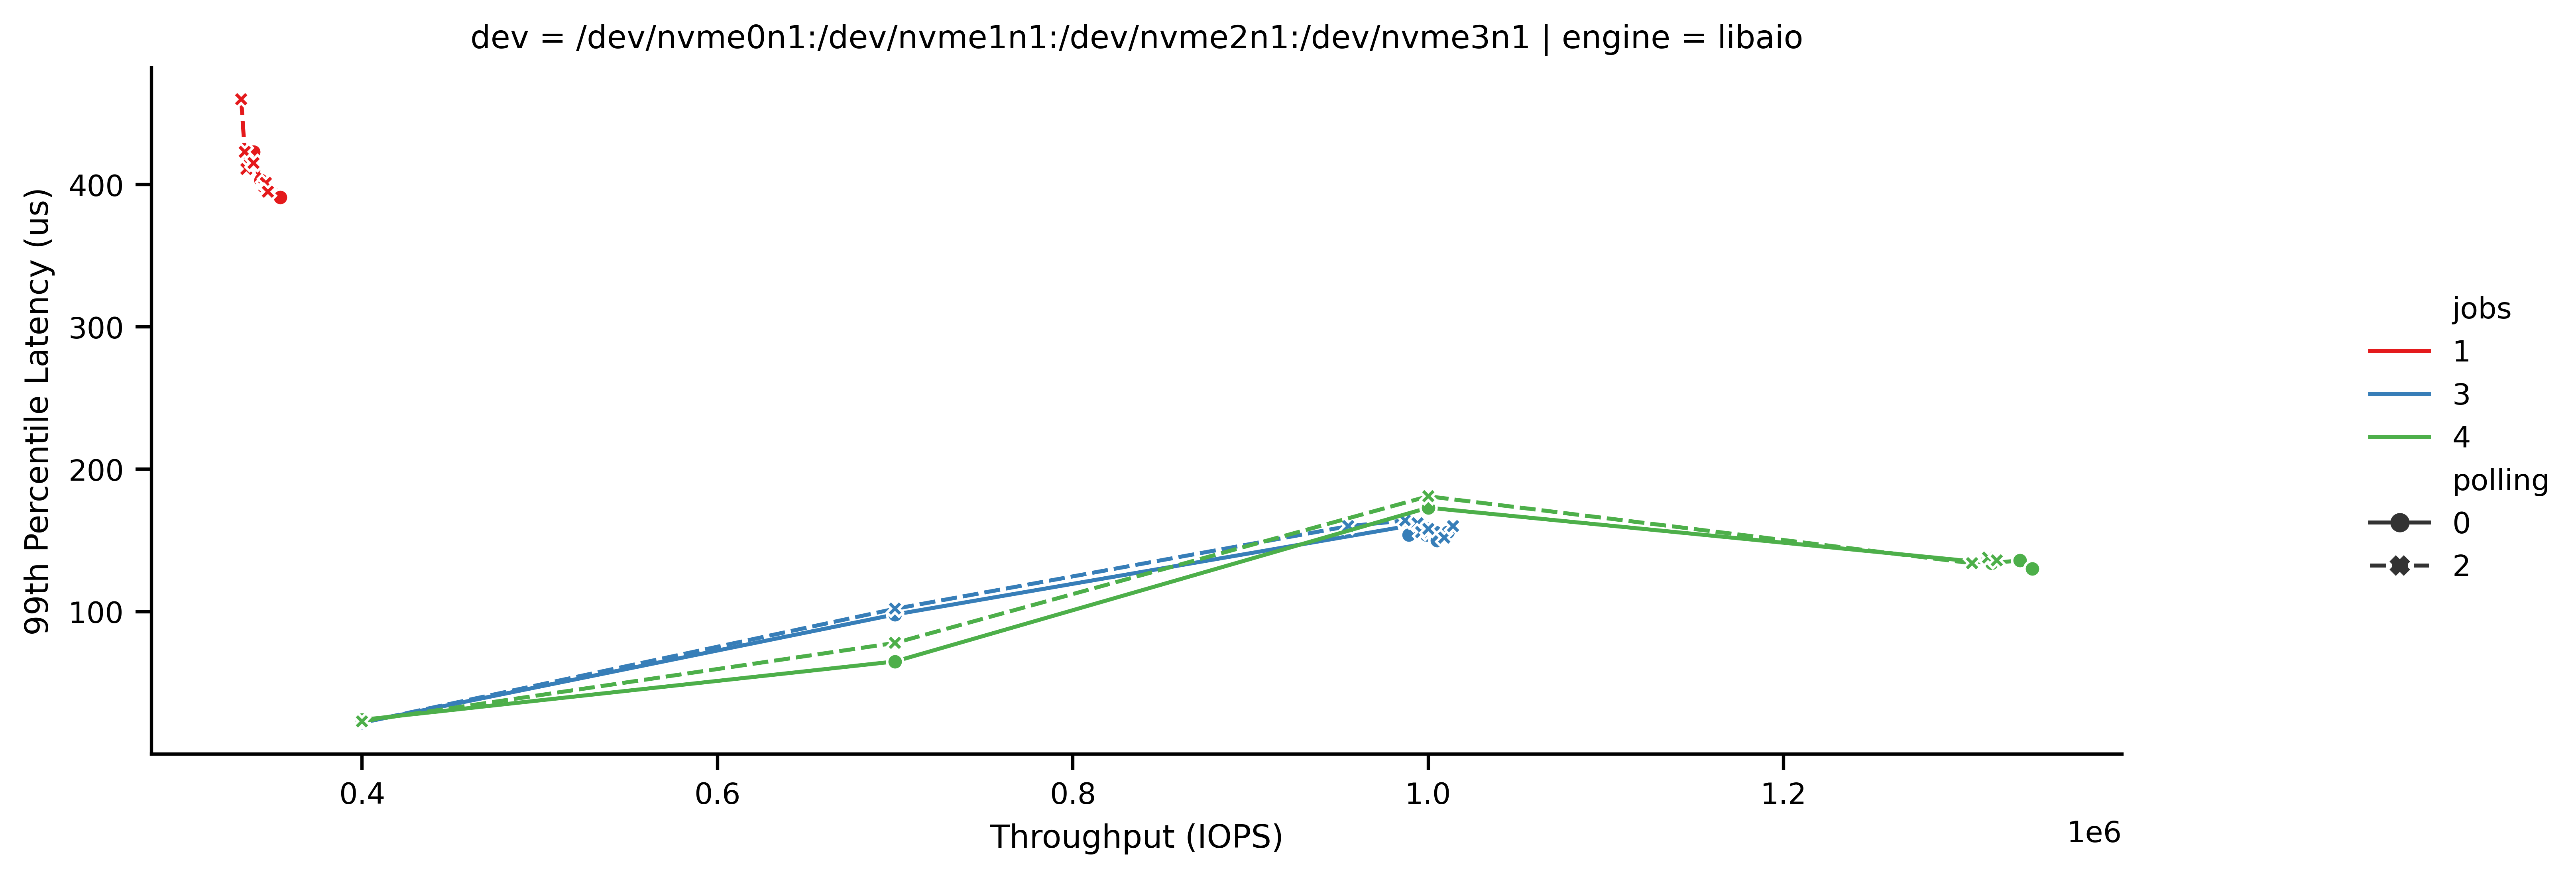 dev = /dev/nvme0n1:/dev/nvme1n1:/dev/nvme2n1:/dev/nvme3n1 | engine = libaio
99th Percentile Latency (us)
400
300
200
100
0.4
0.6
0.8
1.0
1.2
1e6
Throughput (IOPS)
jobs
1
3
4
polling
0
2